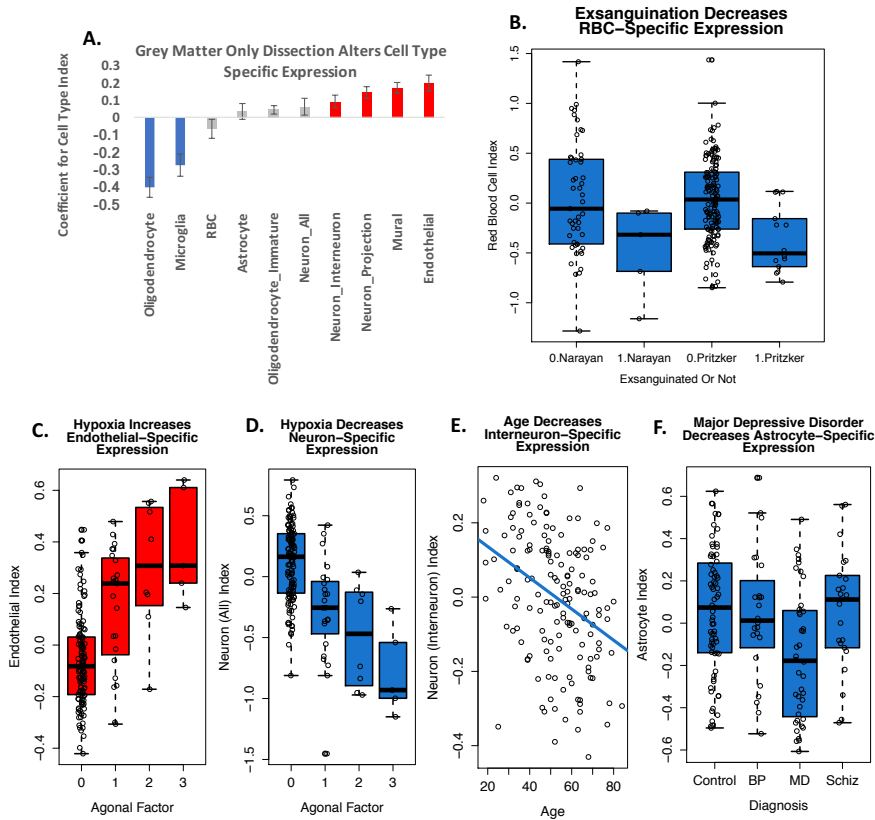 A.
Grey Matter Only Dissection Alters Cell Type
Specific Expression
Coefficient for Cell Type Index
0.3
0.2
0.1
0
-0.1
-0.2
-0.3
-0.4
-0.5
Oligodendrocyte
Microglia
RBC
Astrocyte
Oligodendrocyte_Immature
Neuron_All
Neuron_Interneuron
Neuron_Projection
Mural
Endothelial
B.
Exsanguination Decreases
RBC−Specific Expression
Red Blood Cell Index
1.5
1.0
0.5
0.0
−0.5
−1.0
0.Narayan 1.Narayan 0.Pritzker 1.Pritzker
Exsanguinated Or Not
C.
Hypoxia Increases
Endothelial−Specific
Expression
Endothelial Index
0.6
0.4
0.2
0.0
−0.2
−0.4
0 1 2 3
Agonal Factor
D.
Hypoxia Decreases
Neuron−Specific
Expression
Neuron (All) Index
0.5
0.0
−0.5
−1.0
−1.5
0 1 2 3
Agonal Factor
E.
Age Decreases
Interneuron−Specific
Expression
Neuron (Interneuron) Index
0.2
0.0
−0.2
−0.4
20 40 60 80
Age
F.
Major Depressive Disorder
Decreases Astrocyte−Specific
Expression
Astrocyte Index
0.6
0.4
0.2
0.0
−0.2
−0.4
−0.6
Control BP MD Schiz
Diagnosis